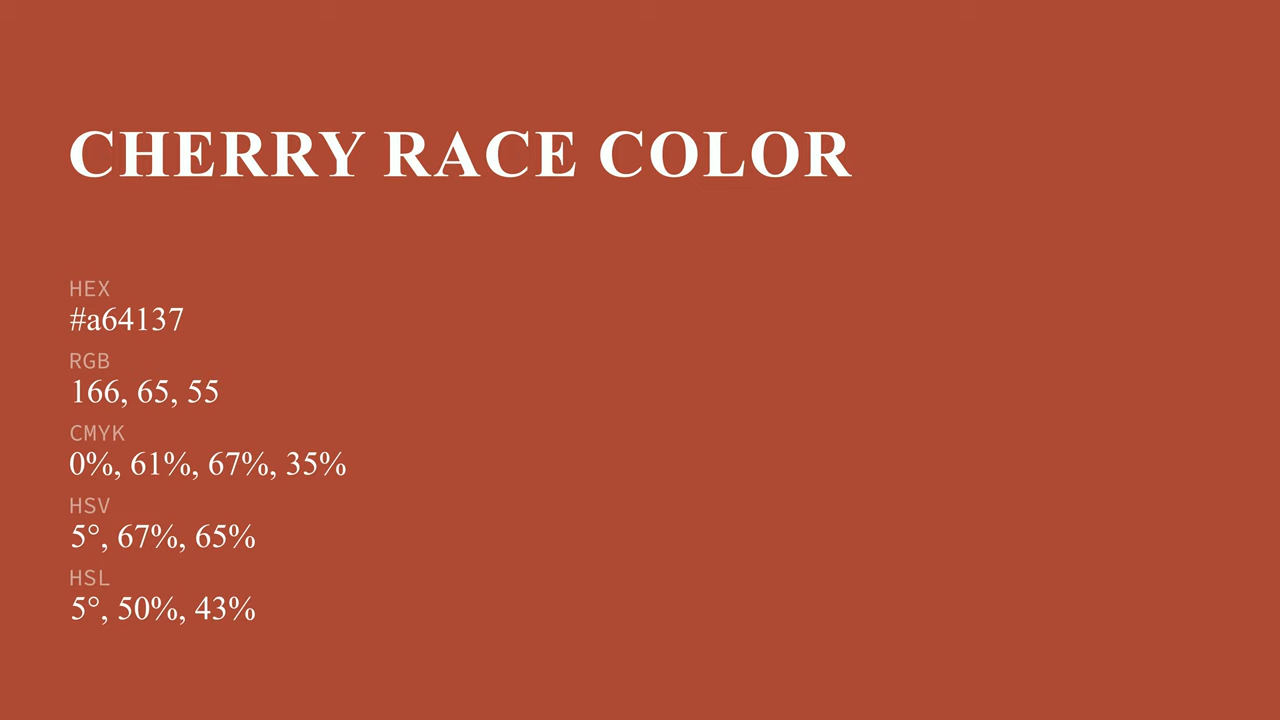 CHERRY RACE COLOR
HEX
#a64137
RGB
166, 65, 55
CMYK
0%, 61%, 67%, 35%
HSV
5°, 67%, 65%
HSL
5°, 50%, 43%